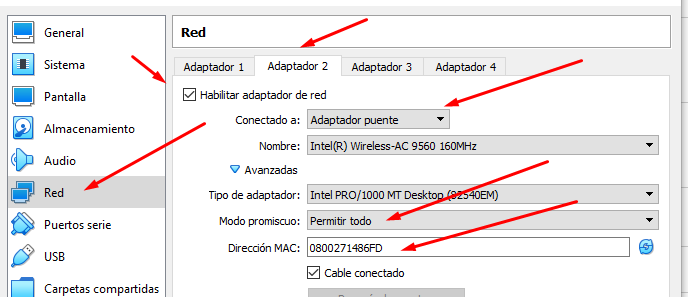 General
Sistema
Pantalla
Almacenamiento
Audio
Red
Puertos serie
USB
Carpetas compartidas
Red
Adaptador 1 Adaptador 2 Adaptador 3 Adaptador 4
Habilitar adaptador de red
Conectado a: Adaptador puente
Nombre: Intel(R) Wireless-AC 9560 160MHz
Avanzadas
Tipo de adaptador: Intel PRO/1000 MT Desktop (82540EM)
Modo promiscuo: Permitir todo
Dirección MAC: 0800271486FD
Cable conectado